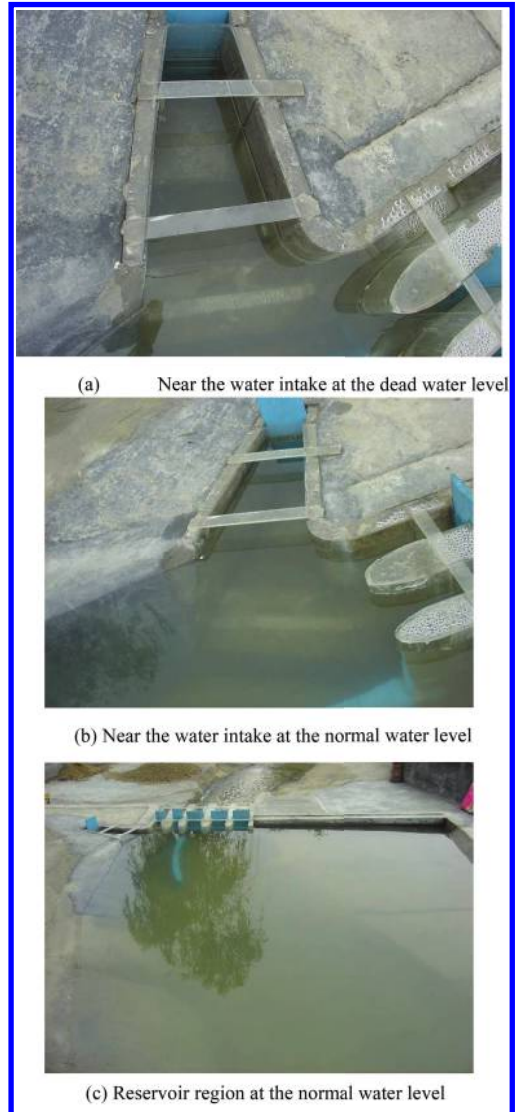 (a) Near the water intake at the dead water level
(b) Near the water intake at the normal water level
(c) Reservoir region at the normal water level